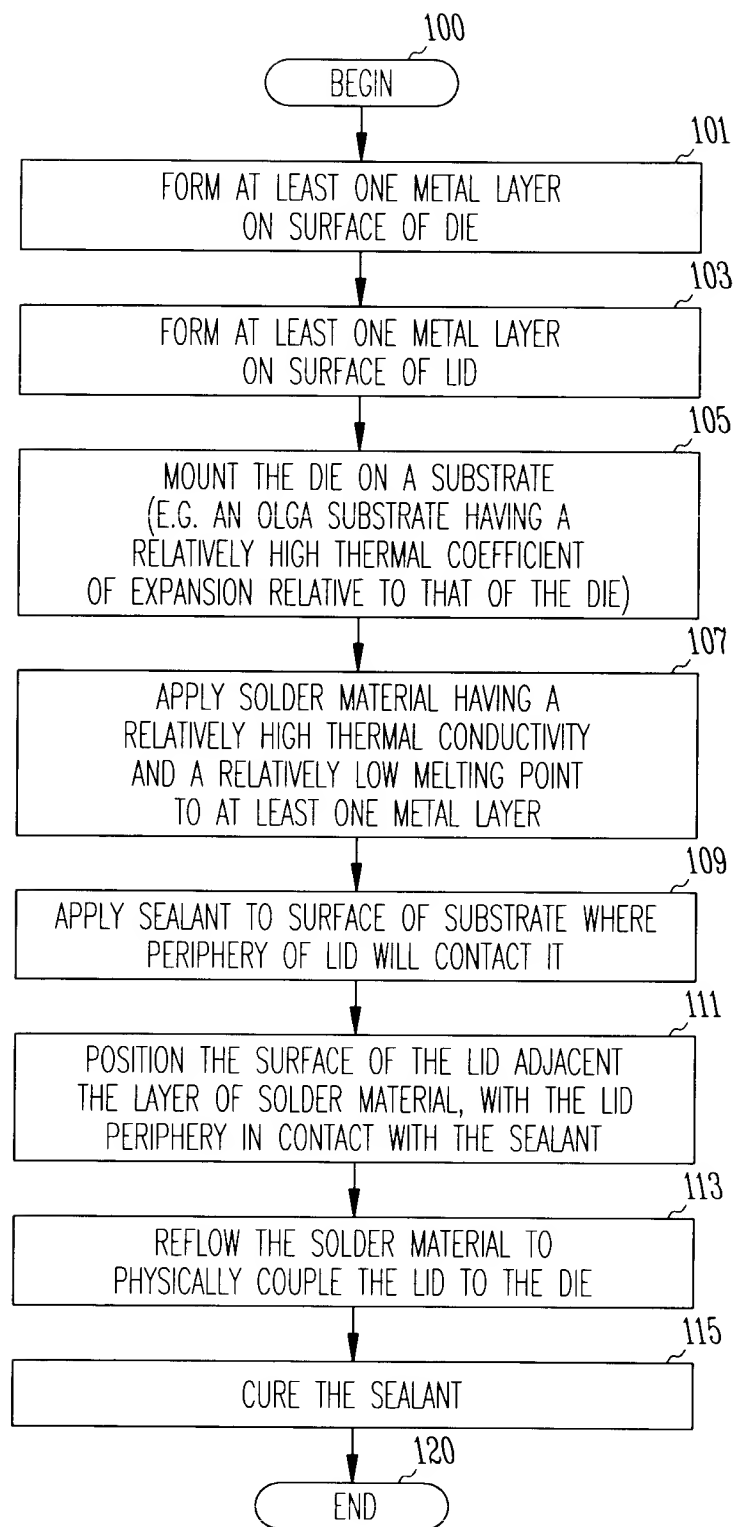 100
BEGIN
101
FORM AT LEAST ONE METAL LAYER
ON SURFACE OF DIE
103
FORM AT LEAST ONE METAL LAYER
ON SURFACE OF LID
105
MOUNT THE DIE ON A SUBSTRATE
(E.G. AN OLGA SUBSTRATE HAVING A
RELATIVELY HIGH THERMAL COEFFICIENT
OF EXPANSION RELATIVE TO THAT OF THE DIE)
107
APPLY SOLDER MATERIAL HAVING A
RELATIVELY HIGH THERMAL CONDUCTIVITY
AND A RELATIVELY LOW MELTING POINT
TO AT LEAST ONE METAL LAYER
109
APPLY SEALANT TO SURFACE OF SUBSTRATE WHERE
PERIPHERY OF LID WILL CONTACT IT
111
POSITION THE SURFACE OF THE LID ADJACENT
THE LAYER OF SOLDER MATERIAL, WITH THE LID
PERIPHERY IN CONTACT WITH THE SEALANT
113
REFLOW THE SOLDER MATERIAL TO
PHYSICALLY COUPLE THE LID TO THE DIE
115
CURE THE SEALANT
120
END